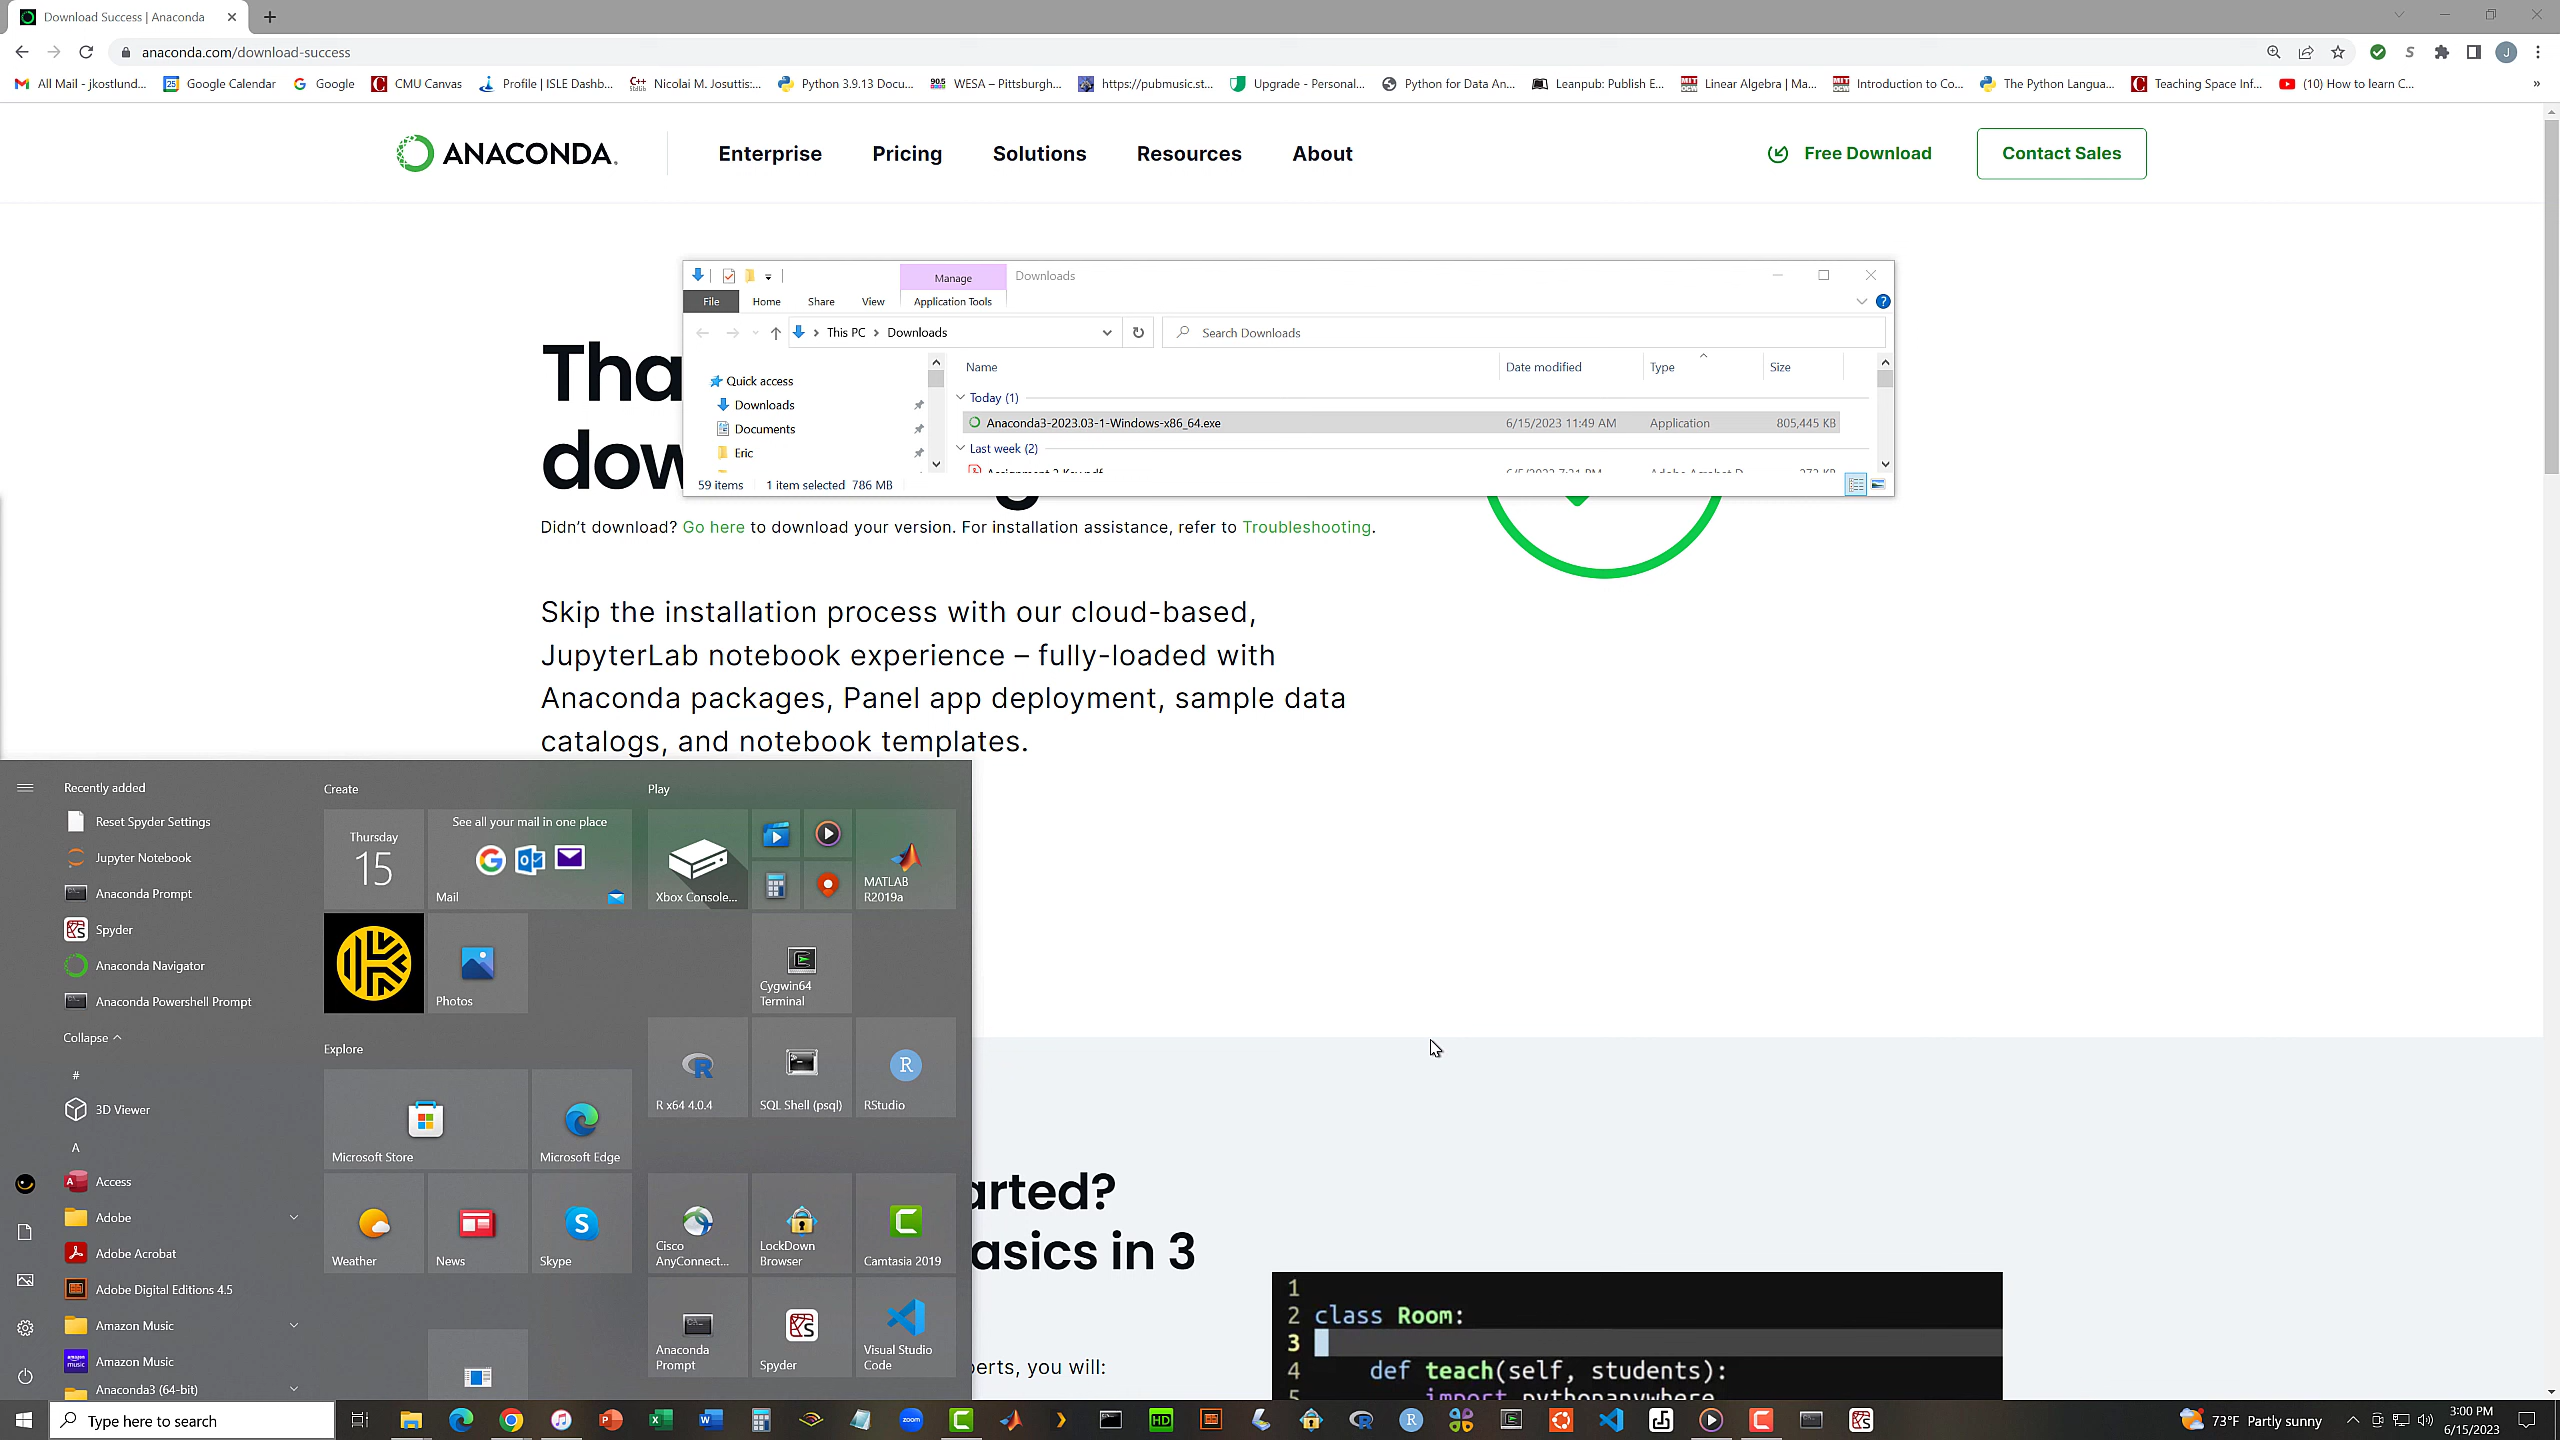 Download Success | Anaconda
anaconda.com/download-success
All Mail - jkostlund...
Google Calendar
Google
CMU Canvas
Profile | ISLE Dashb...
Nicolai M. Josuttis:...
Python 3.9.13 Docu...
WESA – Pittsburgh...
https://pubmusic.st...
Upgrade - Personal...
Python for Data An...
Leanpub: Publish E...
Linear Algebra | Ma...
Introduction to Co...
The Python Langua...
Teaching Space Inf...
(10) How to learn C...
ANACONDA.
Enterprise
Pricing
Solutions
Resources
About
Free Download
Contact Sales
Manage
Downloads
File
Home
Share
View
Application Tools
This PC
Downloads
Search Downloads
Name
Date modified
Type
Size
Quick access
Downloads
Documents
Eric
Today (1)
Anaconda3-2023.03-1-Windows-x86_64.exe
6/15/2023 11:49 AM
Application
805,445 KB
Last week (2)
59 items
1 item selected 786 MB
Tha
dow
Didn’t download? Go here to download your version. For installation assistance, refer to Troubleshooting.
Skip the installation process with our cloud-based,
JupyterLab notebook experience – fully-loaded with
Anaconda packages, Panel app deployment, sample data
catalogs, and notebook templates.
Recently added
Reset Spyder Settings
Jupyter Notebook
Anaconda Prompt
Spyder
Anaconda Navigator
Anaconda Powershell Prompt
Collapse
#
3D Viewer
A
Access
Adobe
Adobe Acrobat
Adobe Digital Editions 4.5
Amazon Music
Amazon Music
Anaconda3 (64-bit)
Create
Thursday
15
See all your mail in one place
Mail
Photos
Explore
Microsoft Store
Microsoft Edge
Weather
News
Skype
Play
Xbox Console...
MATLAB
R2019a
Cygwin64
Terminal
R x64 4.0.4
SQL Shell (psql)
RStudio
Cisco
AnyConnect...
LockDown
Browser
Camtasia 2019
Anaconda
Prompt
Spyder
Visual Studio
Code
arted?
asics in 3
perts, you will:
1
2 class Room:
3
4 def teach(self, students):
5 import pythonanywhere
Type here to search
zoom
HD
73°F Partly sunny
3:00 PM
6/15/2023